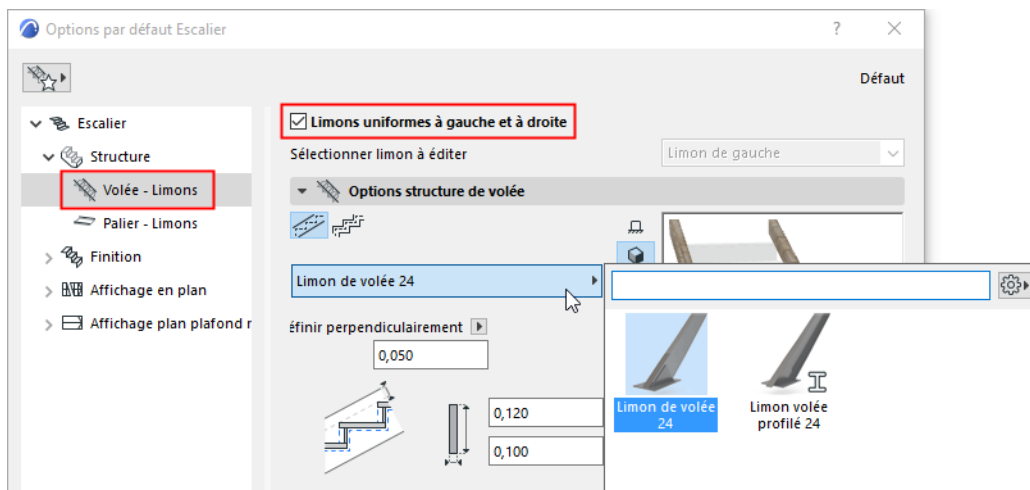 Options par défaut Escalier
?
Défaut
Escalier
Structure
Volée - Limons
Palier - Limons
Finition
Affichage en plan
Affichage plan plafond r
Limons uniformes à gauche et à droite
Sélectionner limon à éditer
Limon de gauche
Options structure de volée
Limon de volée 24
éfinir perpendiculairement
0,050
0,120
0,100
Limon de volée
24
Limon volée
profilé 24